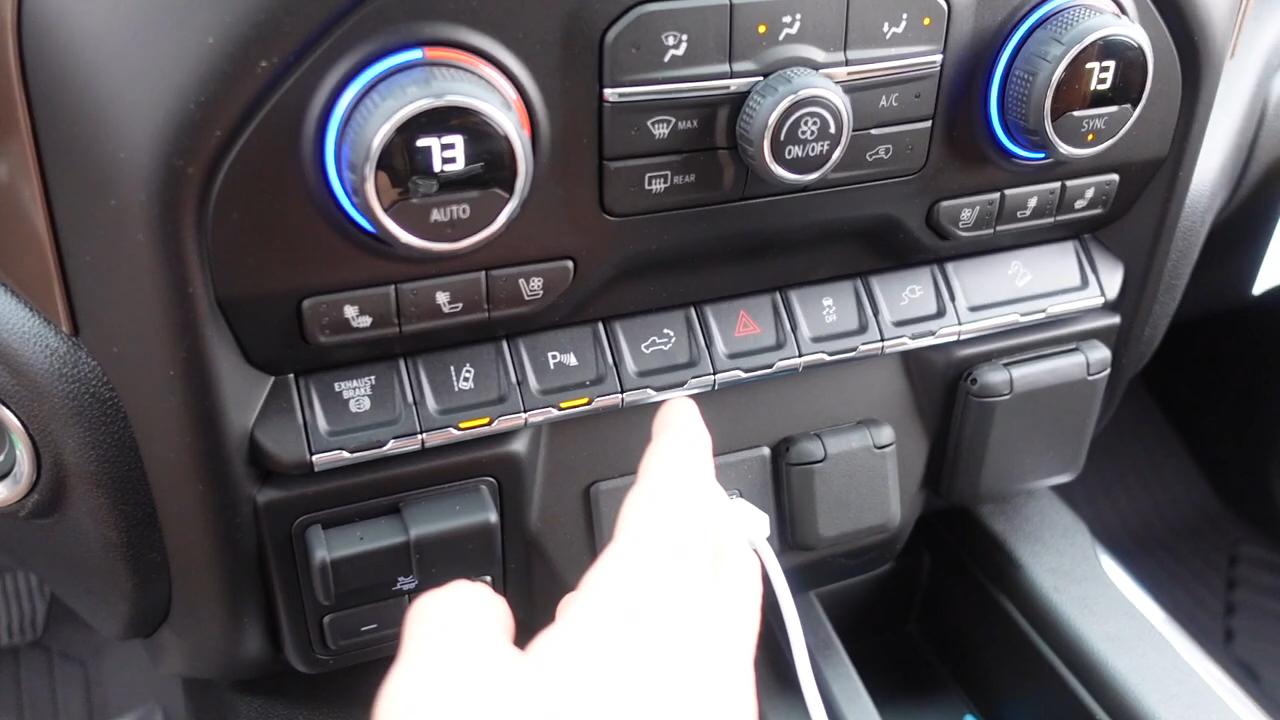 73
AUTO
MAX
REAR
ON/OFF
A/C
73
SYNC
EXHAUST
BRAKE
P
OFF